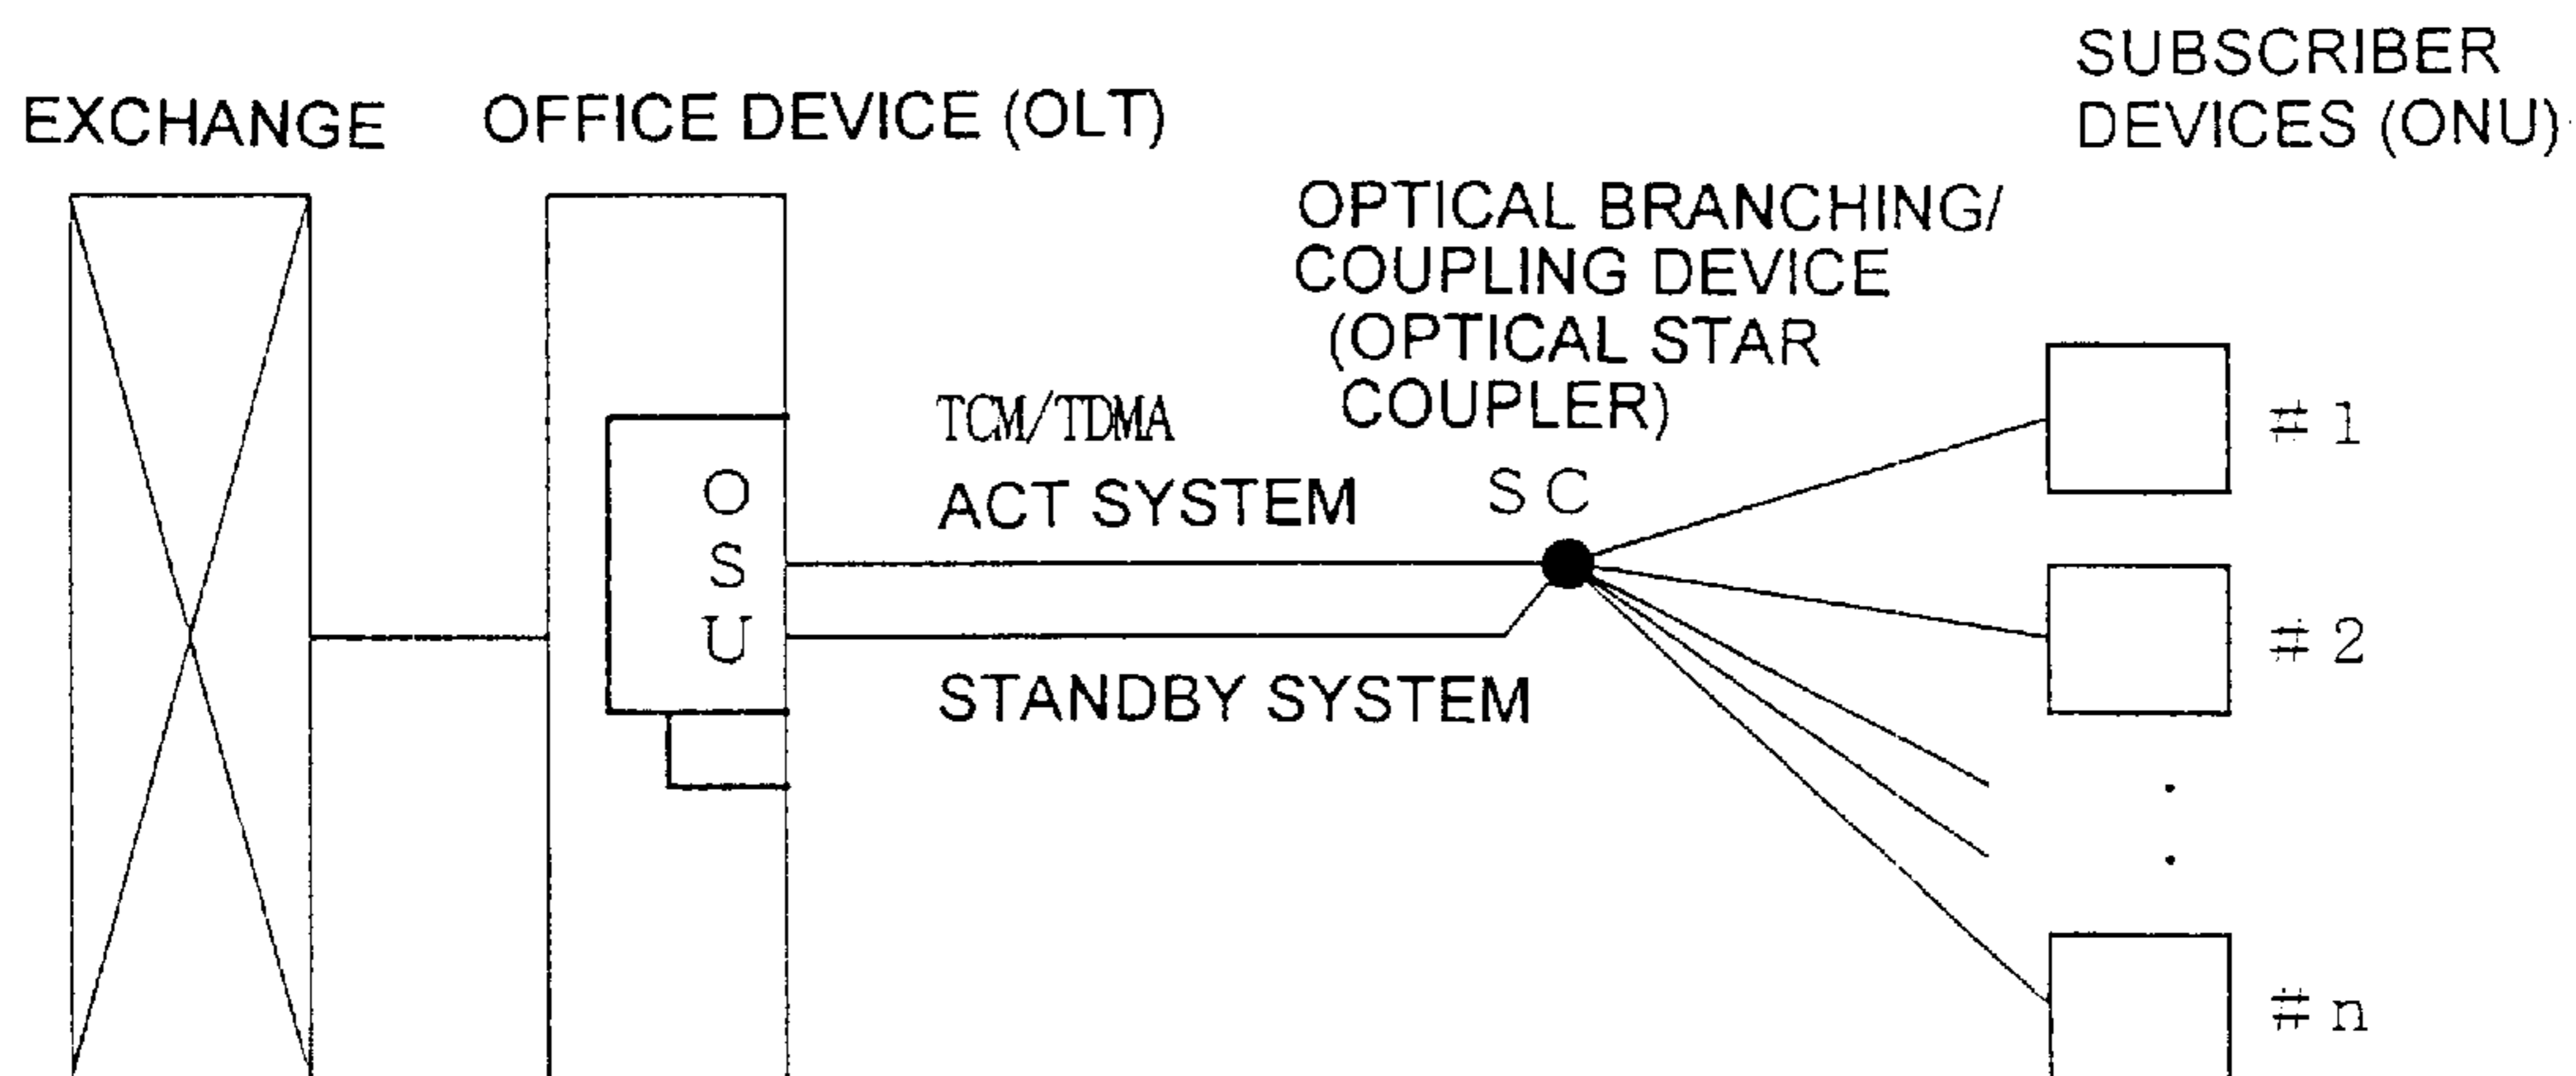 EXCHANGE
OFFICE DEVICE (OLT)
SUBSCRIBER
DEVICES (ONU)
OPTICAL BRANCHING/
COUPLING DEVICE
(OPTICAL STAR
COUPLER)
TCM/TDMA
ACT SYSTEM
SC
O
S
U
STANDBY SYSTEM
#1
#2
#n